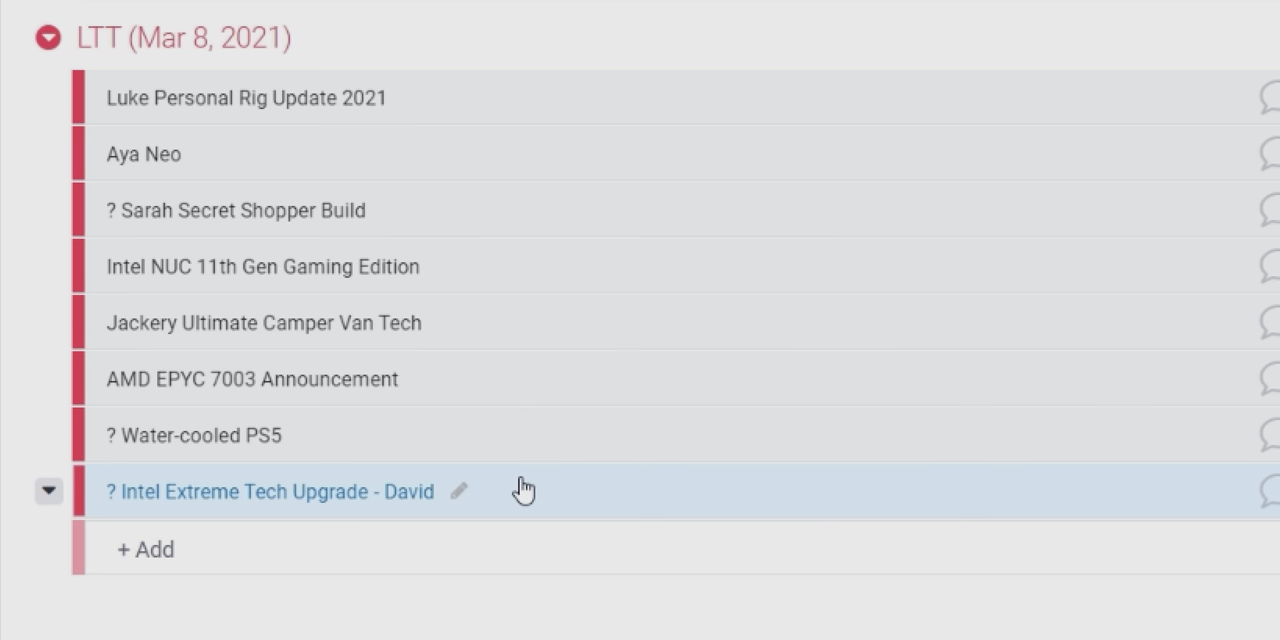 LTT (Mar 8, 2021)
Luke Personal Rig Update 2021
Aya Neo
? Sarah Secret Shopper Build
Intel NUC 11th Gen Gaming Edition
Jackery Ultimate Camper Van Tech
AMD EPYC 7003 Announcement
? Water-cooled PS5
? Intel Extreme Tech Upgrade - David
+ Add